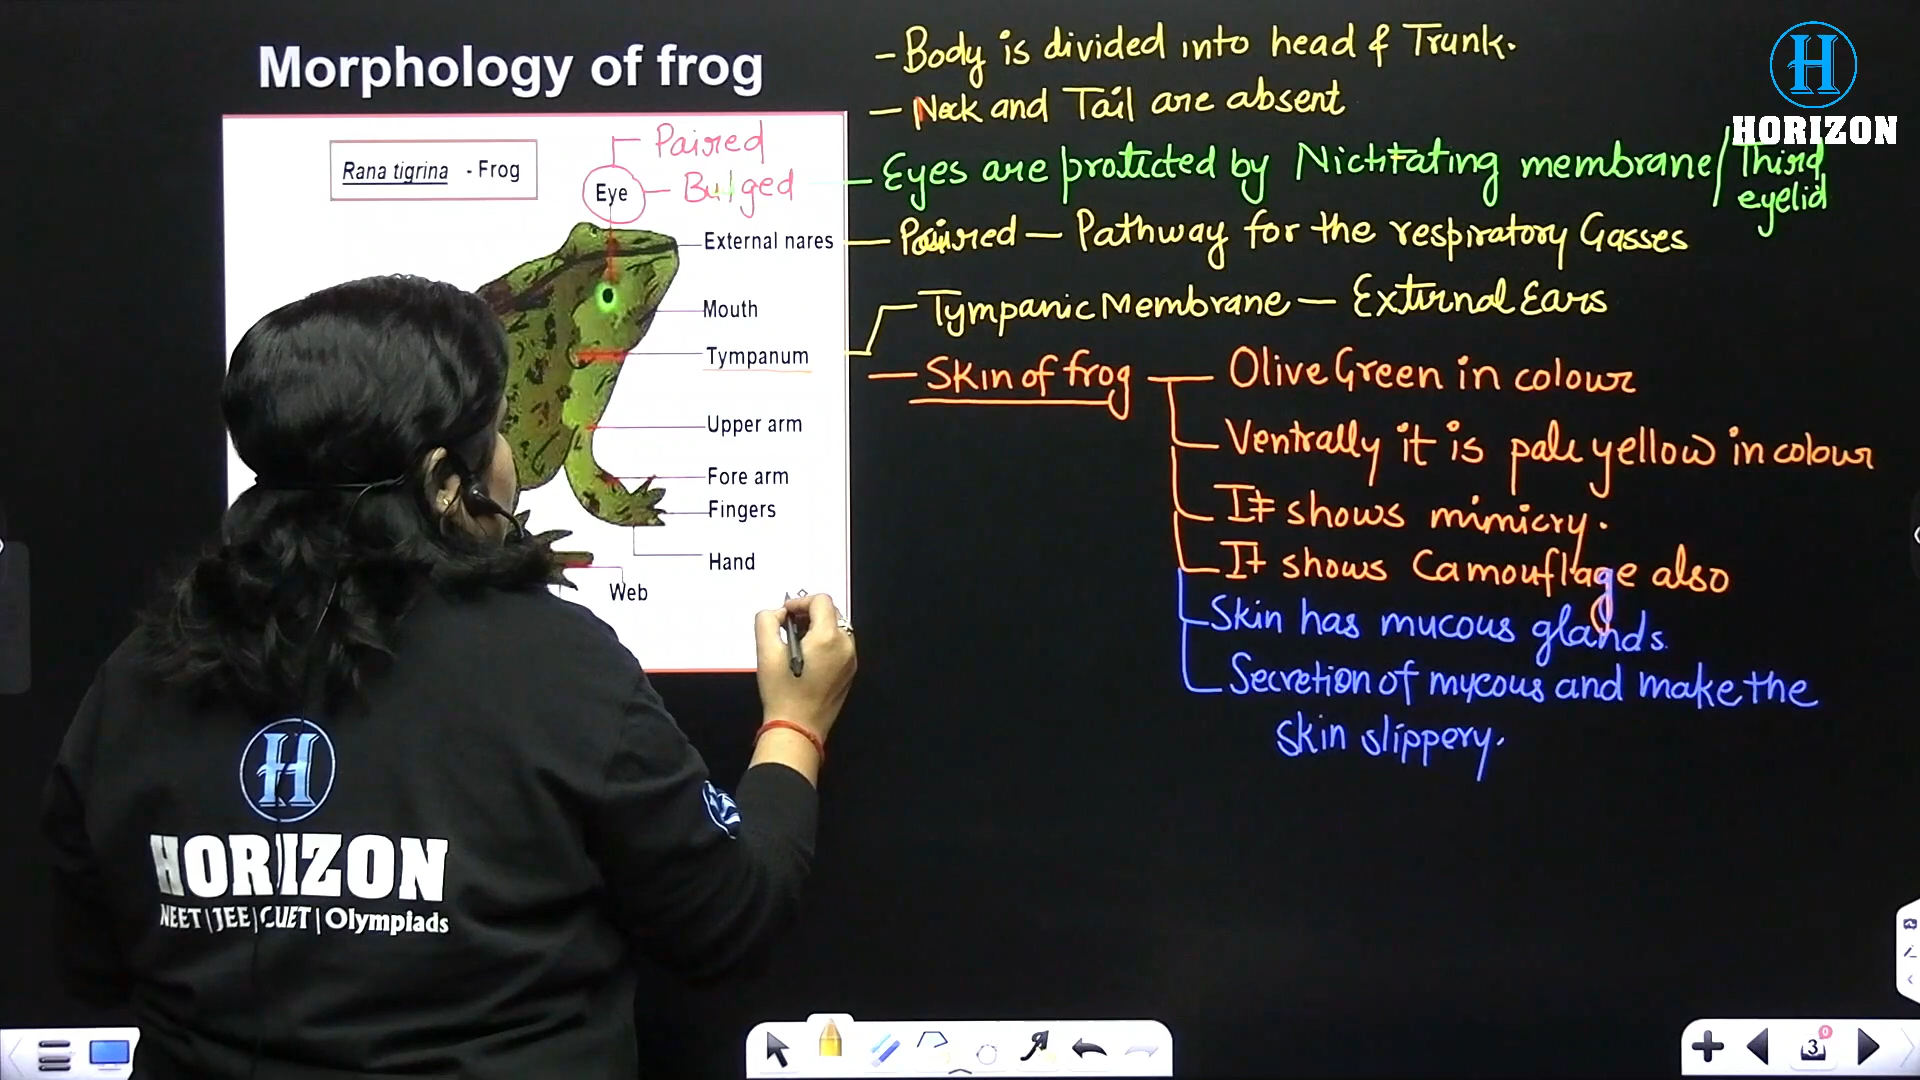 Morphology of frog
Rana tigrina - Frog
Paired
Eye
Bulged
External nares
Mouth
Tympanum
Upper arm
Fore arm
Fingers
Hand
Web
- Body is divided into head & Trunk.
- Neck and Tail are absent
Eyes are protected by Nictitating membrane/Third
eyelid
Paired - Pathway for the respiratory Gasses
Tympanic Membrane - External Ears
- Skin of frog - Olive Green in colour
Ventrally it is pale yellow in colour
It shows mimicry.
It shows Camouflage also
Skin has mucous glands.
Secretion of mycous and make the
skin slippery.
H
HORIZON
H
HORIZON
NEET | JEE | CUET | Olympiads
3
0